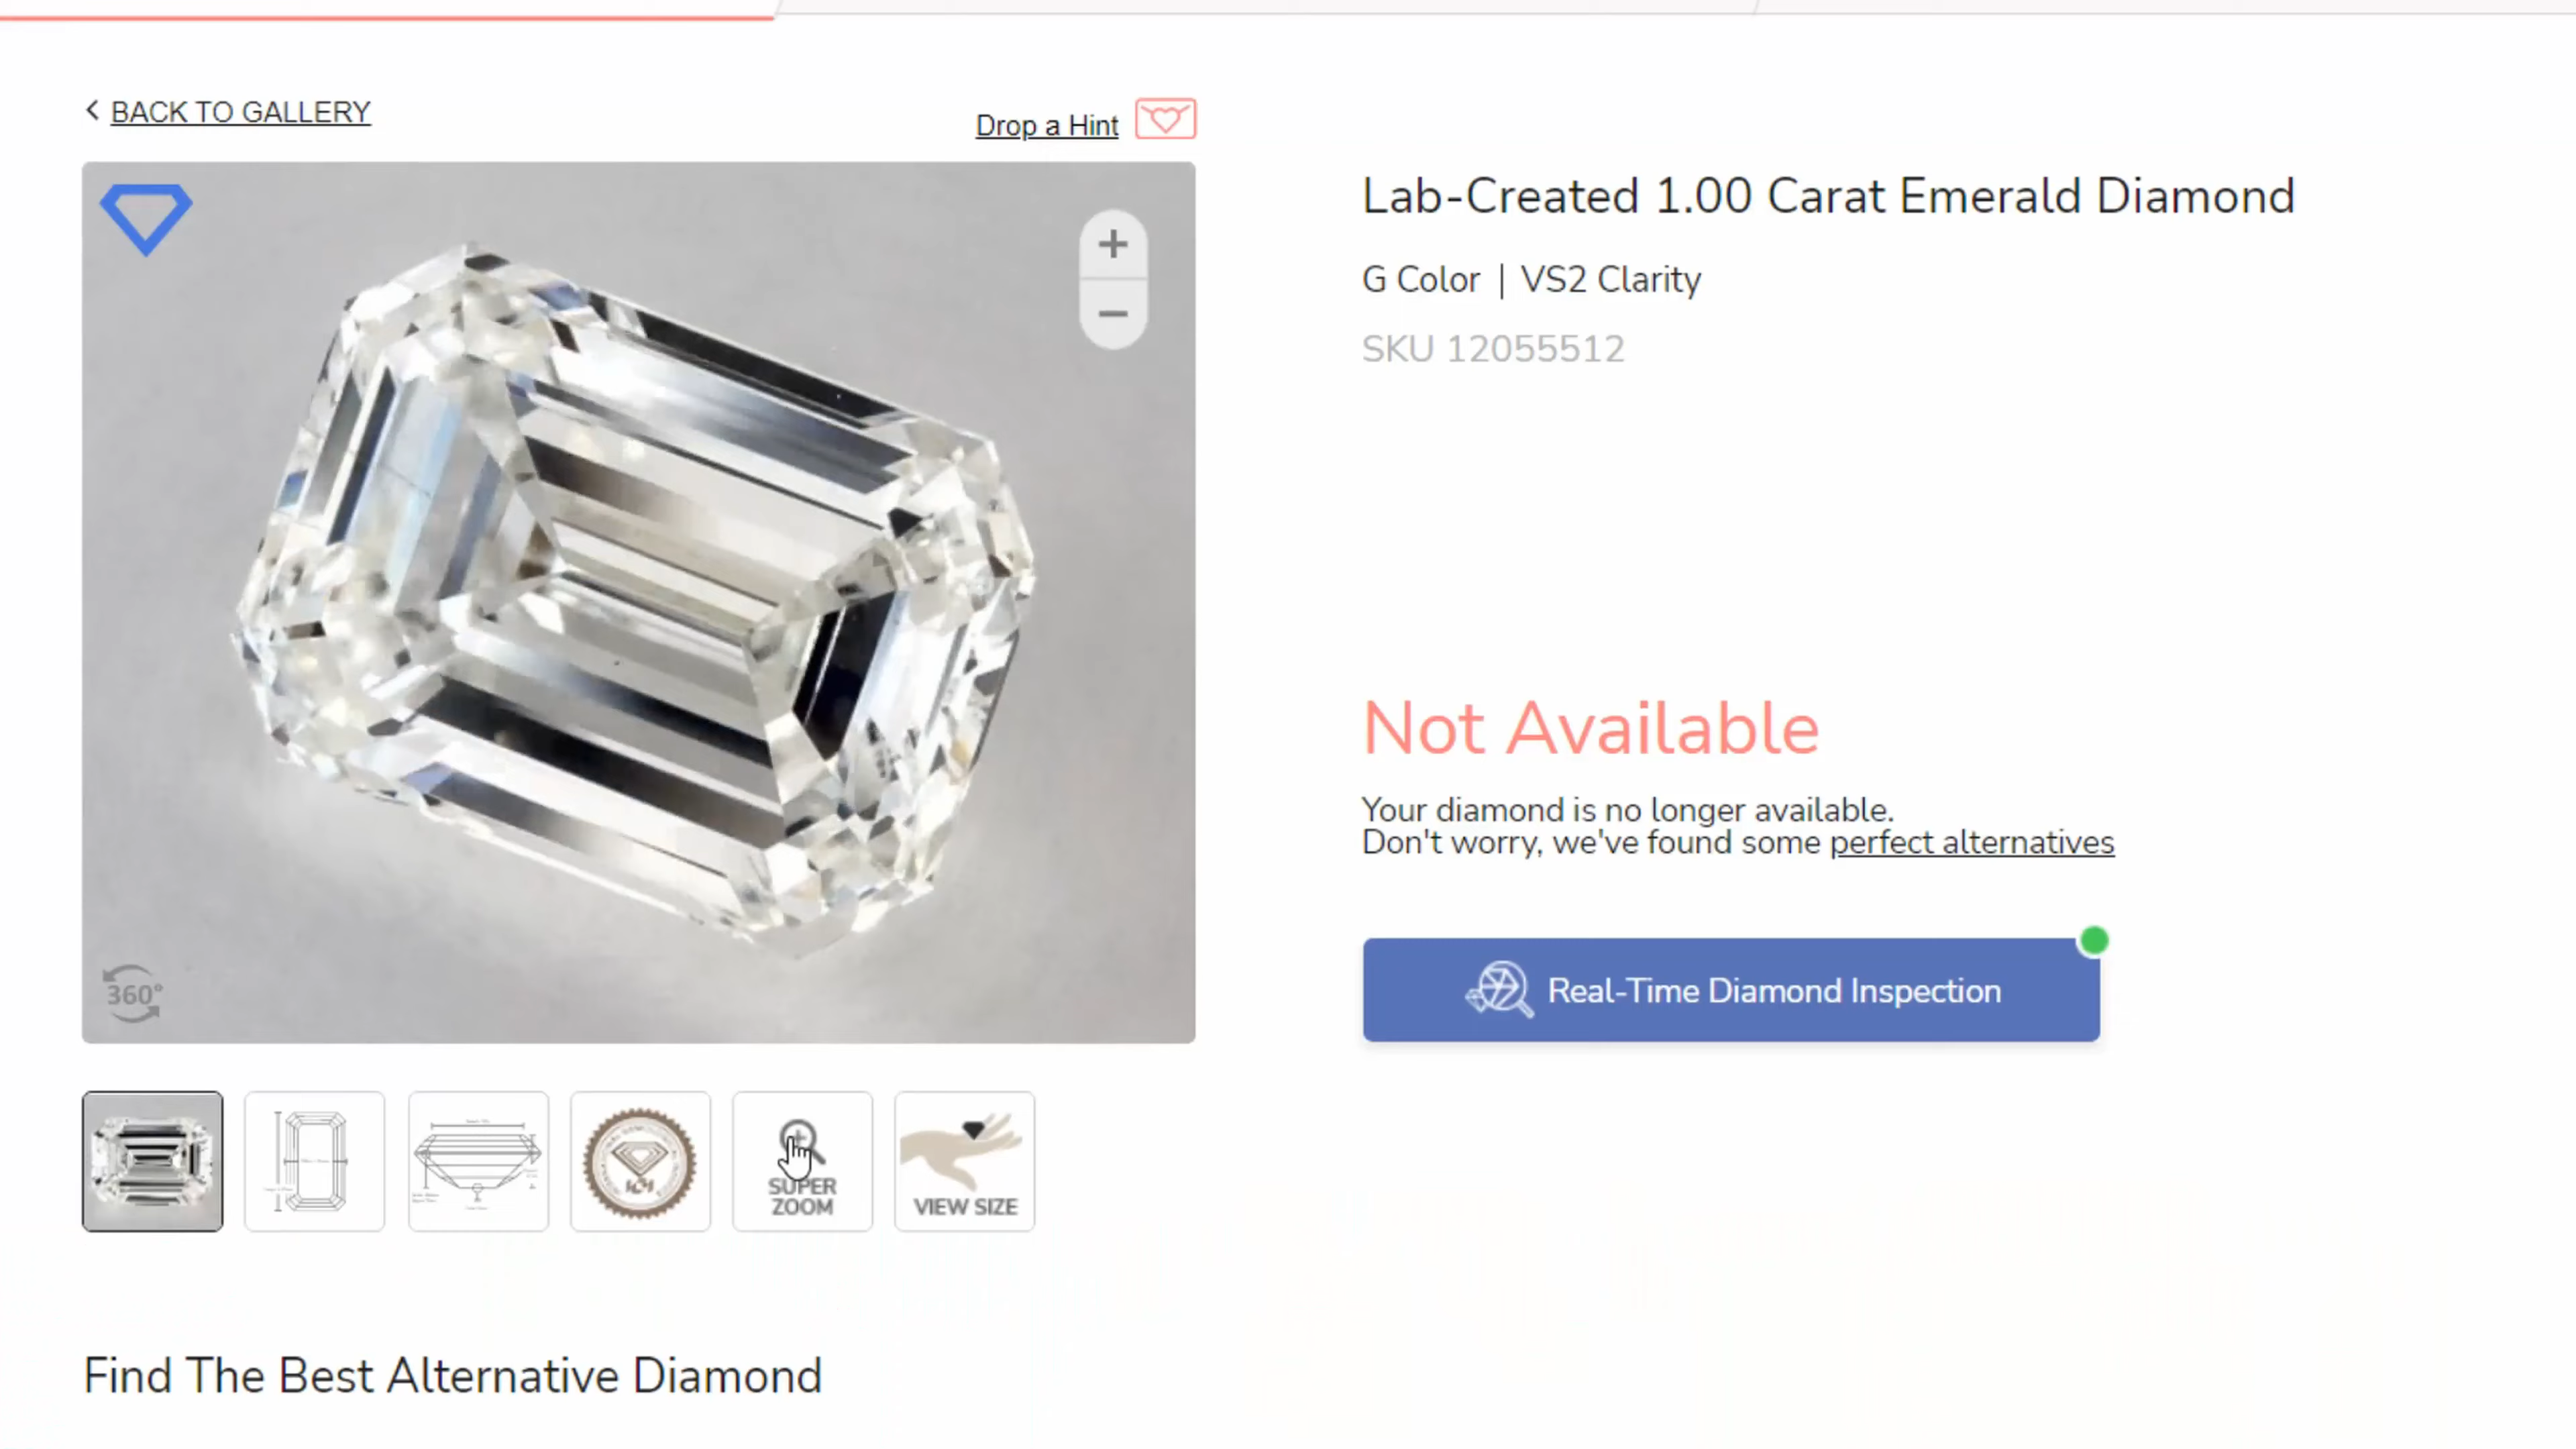 BACK TO GALLERY
Drop a Hint
Lab-Created 1.00 Carat Emerald Diamond
G Color | VS2 Clarity
SKU 12055512
Not Available
Your diamond is no longer available.
Don't worry, we've found some perfect alternatives
Real-Time Diamond Inspection
360°
SUPER
ZOOM
VIEW SIZE
Find The Best Alternative Diamond